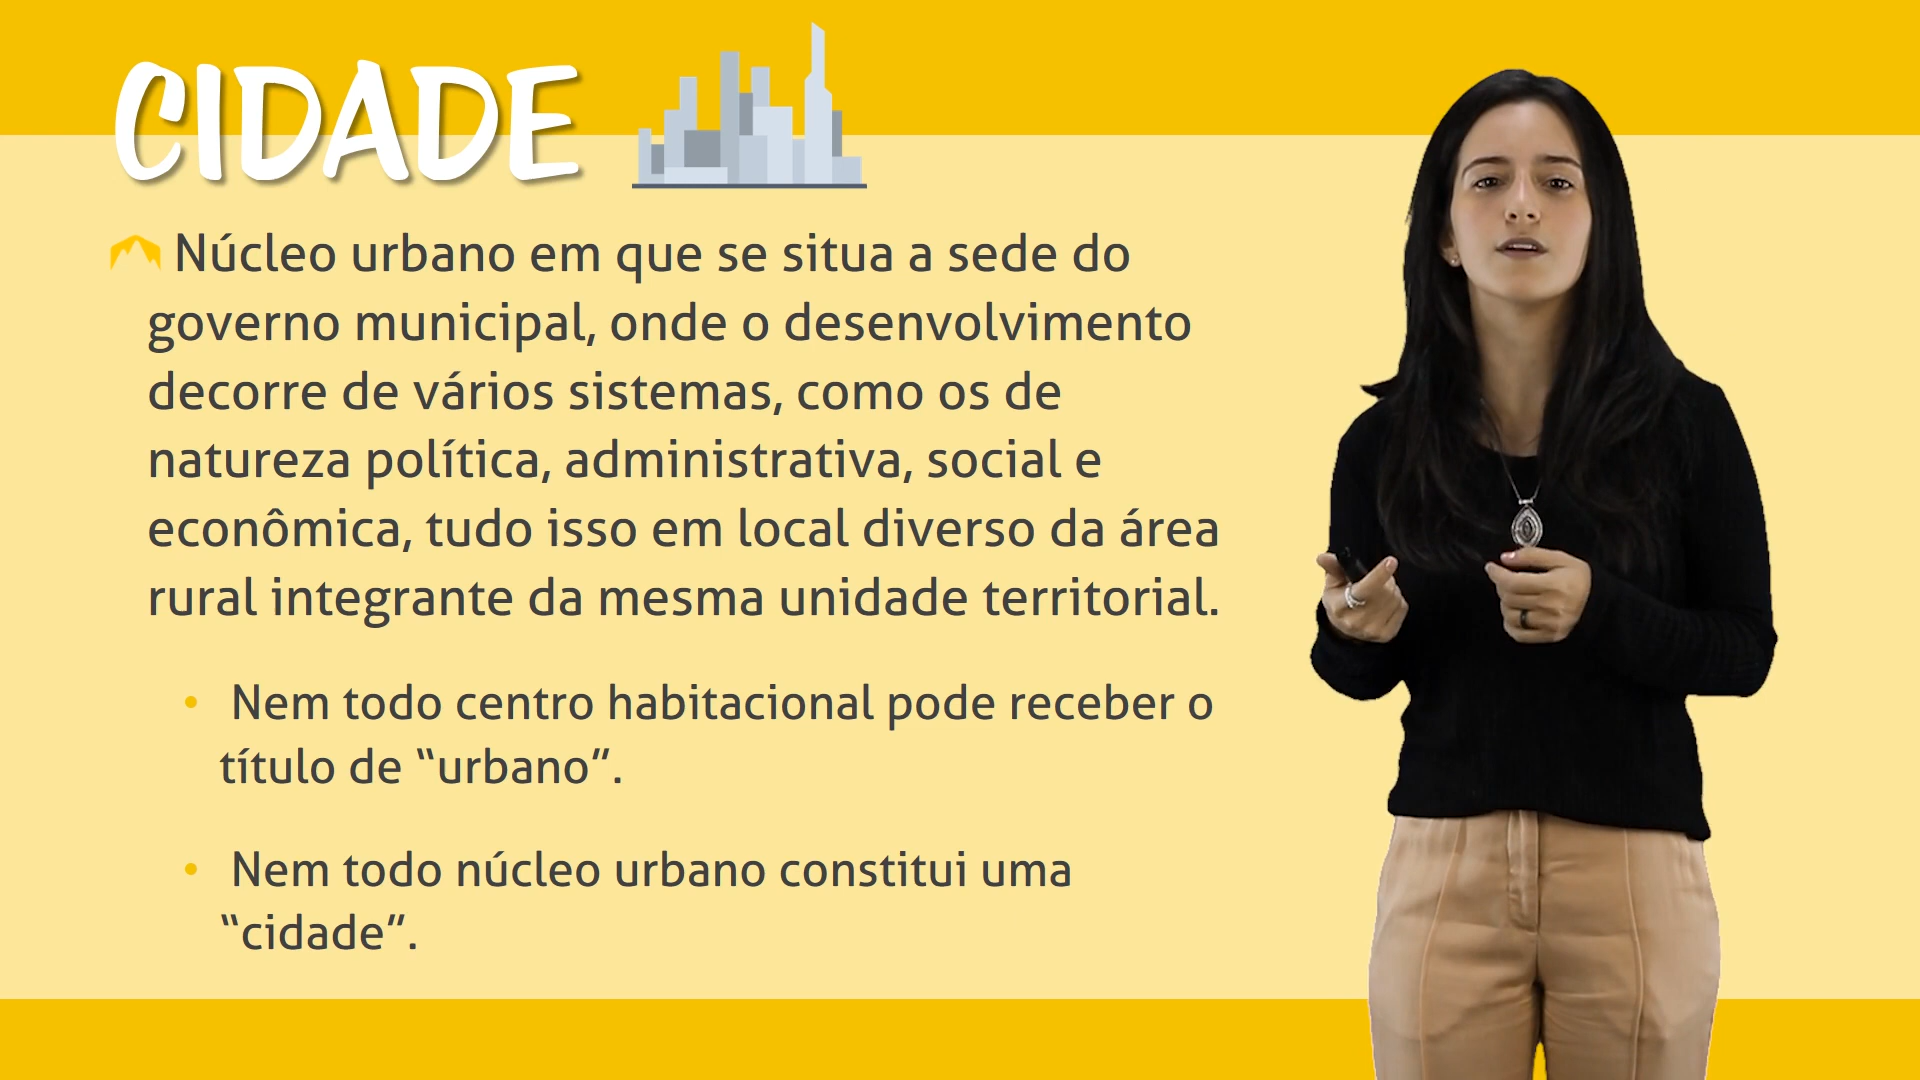 CIDADE
Núcleo urbano em que se situa a sede do
governo municipal, onde o desenvolvimento
decorre de vários sistemas, como os de
natureza política, administrativa, social e
econômica, tudo isso em local diverso da área
rural integrante da mesma unidade territorial.
• Nem todo centro habitacional pode receber o
título de “urbano”.
• Nem todo núcleo urbano constitui uma
“cidade”.